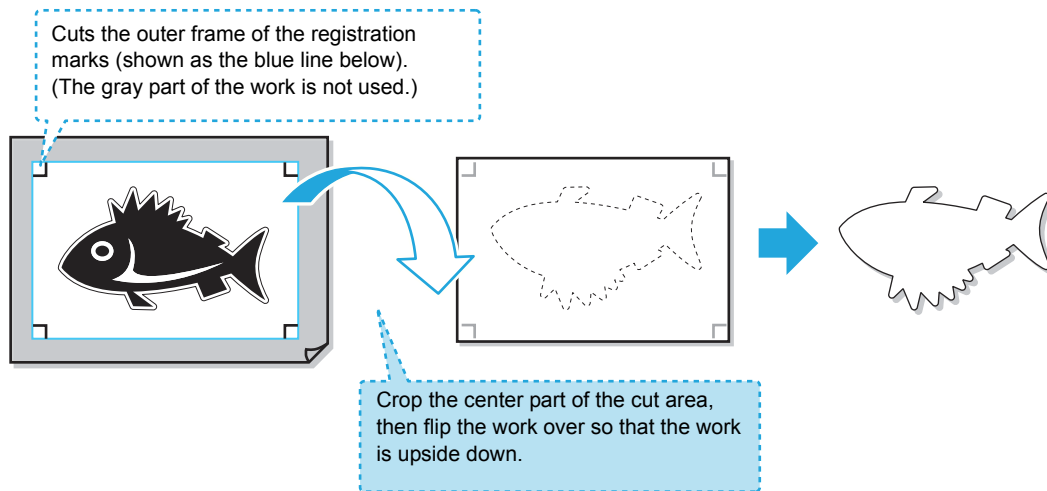 Cuts the outer frame of the registration
marks (shown as the blue line below).
(The gray part of the work is not used.)
Crop the center part of the cut area,
then flip the work over so that the work
is upside down.